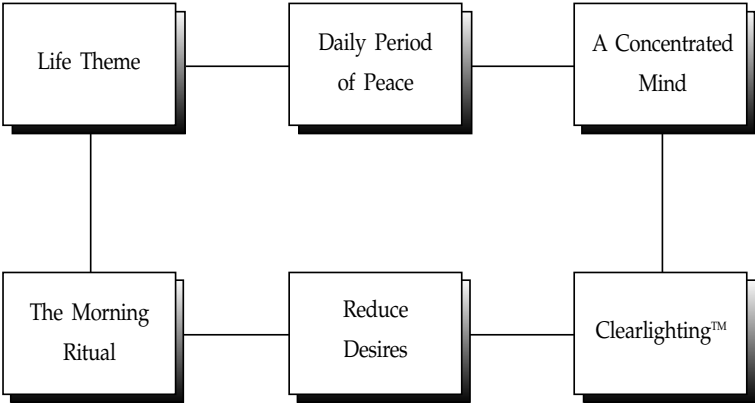 Life Theme
Daily Period
of Peace
A Concentrated
Mind
The Morning
Ritual
Reduce
Desires
Clearlighting™